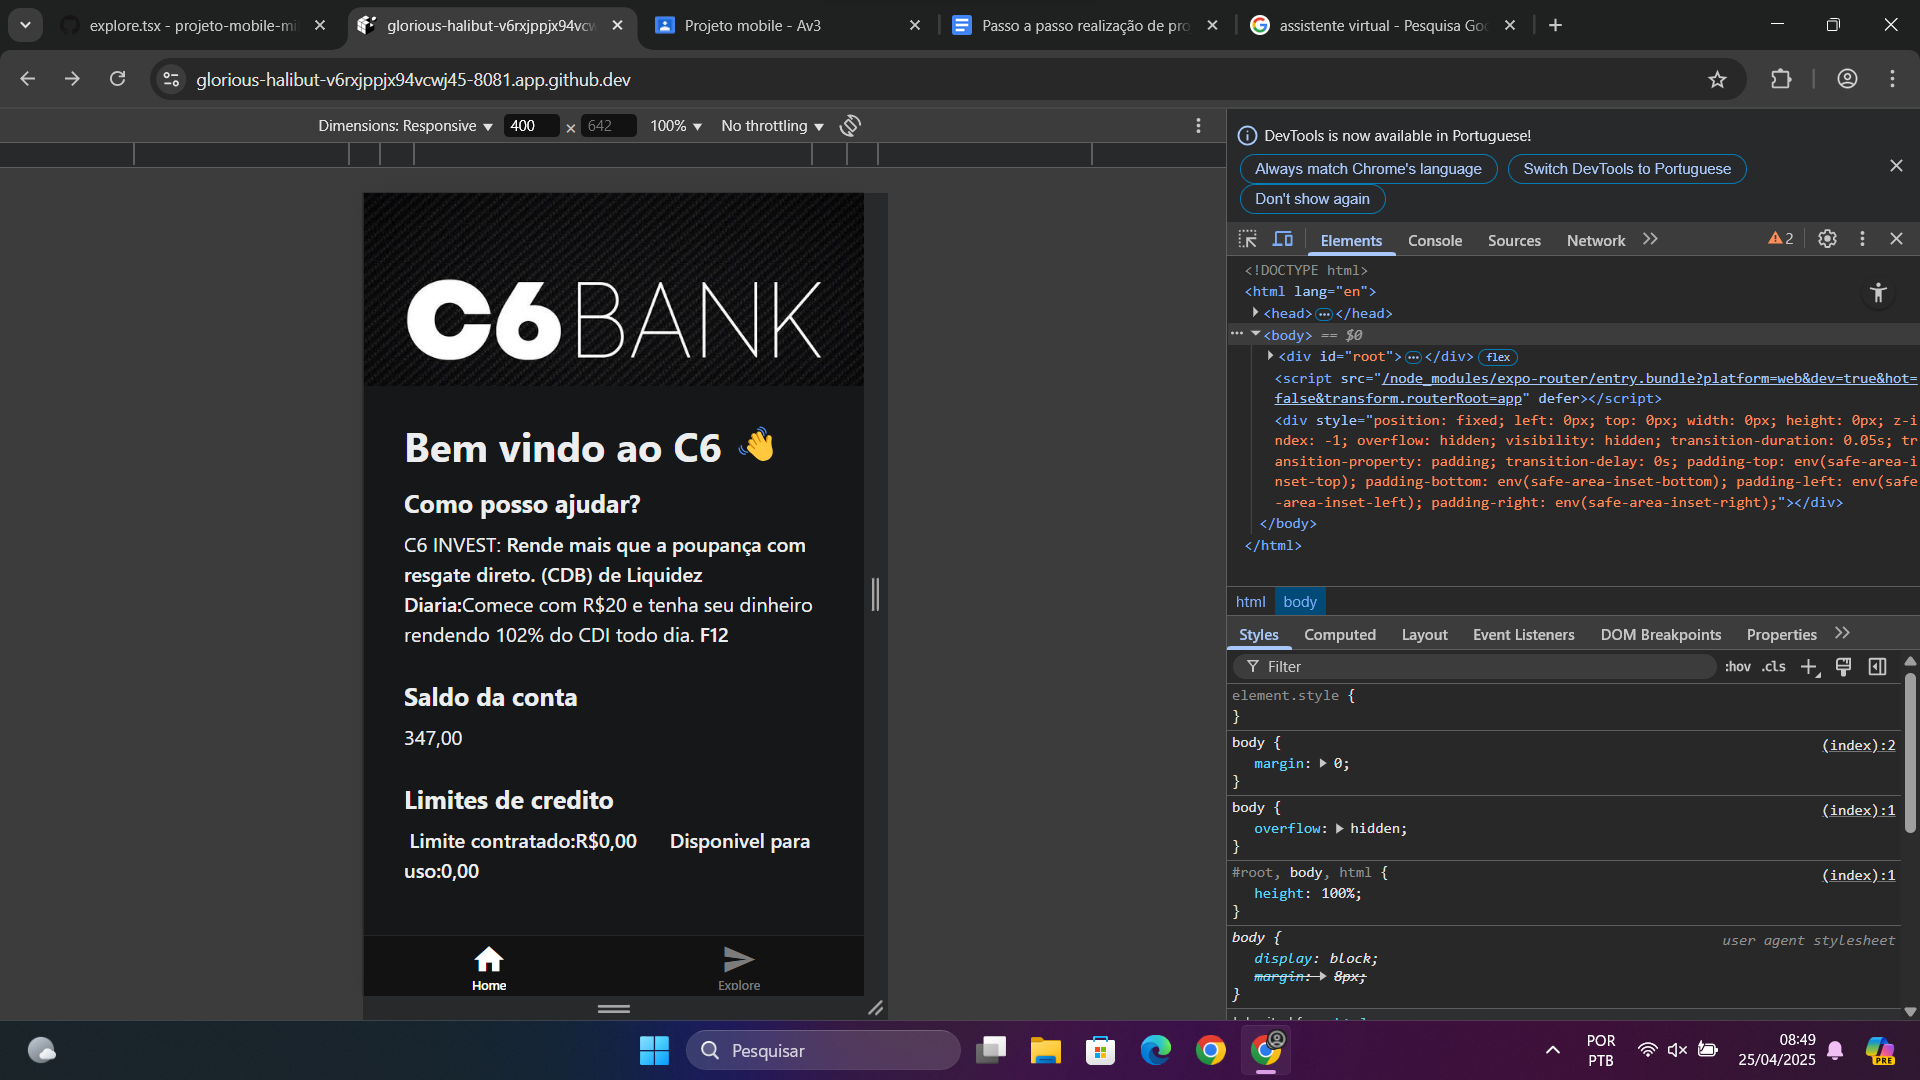 explore.tsx - projeto-mobile-mi
glorious-halibut-v6rxjppjx94vcw
Projeto mobile - Av3
Passo a passo realização de pro
assistente virtual - Pesquisa Goo
glorious-halibut-v6rxjppjx94vcwj45-8081.app.github.dev
Dimensions: Responsive 400 × 642 100% No throttling
C6BANK
Bem vindo ao C6 👋
Como posso ajudar?
C6 INVEST: Rende mais que a poupança com
resgate direto. (CDB) de Liquidez
Diaria:Comece com R$20 e tenha seu dinheiro
rendendo 102% do CDI todo dia. F12
Saldo da conta
347,00
Limites de credito
Limite contratado:R$0,00 Disponivel para
uso:0,00
Home
Explore
DevTools is now available in Portuguese!
Always match Chrome's language
Switch DevTools to Portuguese
Don't show again
Elements Console Sources Network 2
<!DOCTYPE html>
<html lang="en">
<head>…</head>
<body> == $0
<div id="root">…</div> flex
<script src="/node_modules/expo-router/entry.bundle?platform=web&dev=true&hot=
false&transform.routerRoot=app" defer></script>
<div style="position: fixed; left: 0px; top: 0px; width: 0px; height: 0px; z-i
ndex: -1; overflow: hidden; visibility: hidden; transition-duration: 0.05s; tr
ansition-property: padding; transition-delay: 0s; padding-top: env(safe-area-i
nset-top); padding-bottom: env(safe-area-inset-bottom); padding-left: env(safe
-area-inset-left); padding-right: env(safe-area-inset-right);"></div>
</body>
</html>
html body
Styles Computed Layout Event Listeners DOM Breakpoints Properties
Filter :hov .cls
element.style {
}
body { (index):2
margin: 0;
}
body { (index):1
overflow: hidden;
}
#root, body, html { (index):1
height: 100%;
}
body { user agent stylesheet
display: block;
margin: 8px;
}
Pesquisar
PRE
POR
PTB
08:49
25/04/2025